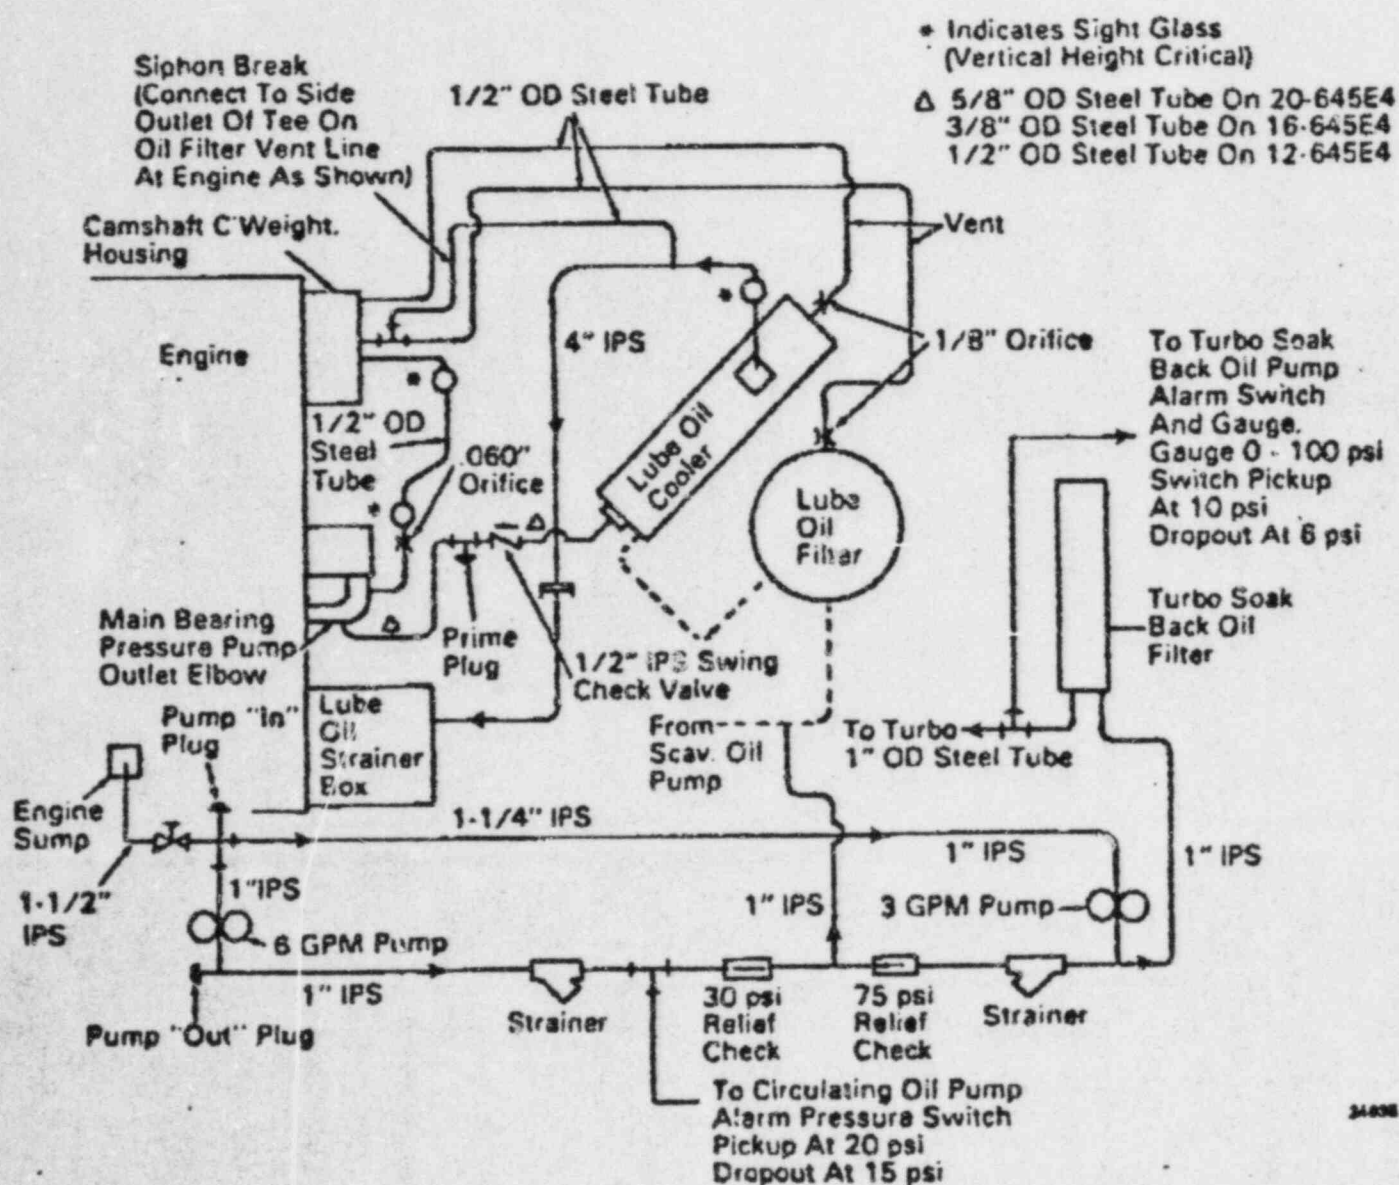 * Indicates Sight Glass
(Vertical Height Critical)
Δ 5/8" OD Steel Tube On 20-645E4
3/8" OD Steel Tube On 16-645E4
1/2" OD Steel Tube On 12-645E4
Siphon Break
(Connect To Side
Outlet Of Tee On
Oil Filter Vent Line
At Engine As Shown)
1/2" OD Steel Tube
Camshaft C'Weight.
Housing
Vent
Engine
*
4" IPS
1/8" Orifice
To Turbo Soak
Back Oil Pump
Alarm Switch
And Gauge.
Gauge 0 - 100 psi
Switch Pickup
At 10 psi
Dropout At 6 psi
*
1/2" OD
Steel
Tube
.060"
Orifice
*
Lube Oil
Cooler
Lube
Oil
Filter
Δ
Δ
Main Bearing
Pressure Pump
Outlet Elbow
Prime
Plug
1/2" IPS Swing
Check Valve
Turbo Soak
Back Oil
Filter
Pump "In"
Plug
Lube
Oil
Strainer
Box
From
Scav. Oil
Pump
To Turbo
1" OD Steel Tube
Engine
Sump
1-1/4" IPS
1" IPS
1" IPS
1-1/2"
IPS
1"IPS
6 GPM Pump
1" IPS
3 GPM Pump
1" IPS
Strainer
30 psi
Relief
Check
75 psi
Relief
Check
Strainer
Pump "Out" Plug
To Circulating Oil Pump
Alarm Pressure Switch
Pickup At 20 psi
Dropout At 15 psi